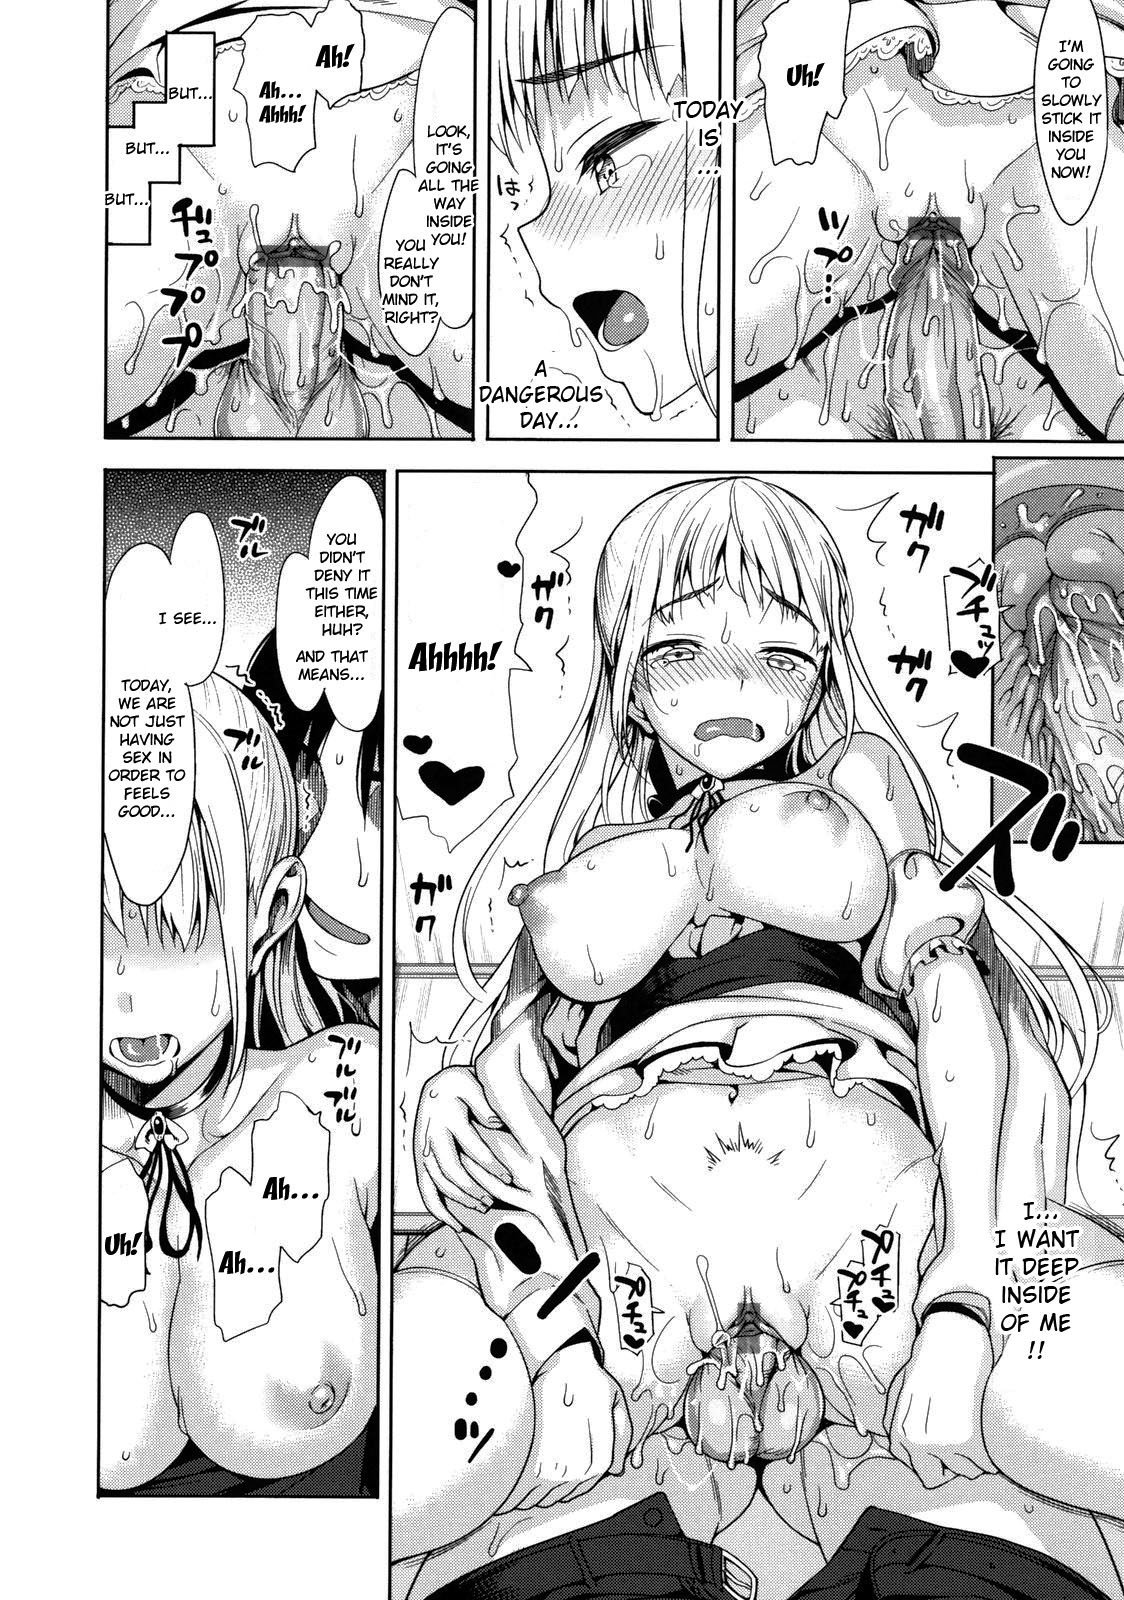 I'M
GOING
TO
SLOWLY
STICK IT
INSIDE
YOU
NOW!
Uh!
プ
プ
…
TODAY
IS
...
はっ
A
DANGEROUS
DAY...
LOOK,
IT'S
GOING
ALL THE
WAY
INSIDE
YOU!
YOU
REALLY
DON'T
MIND IT,
RIGHT?
Ah!
Ah...
Ahhh!
BUT...
BUT...
BUT...
ヂュ
プ
プ
プ
YOU
DIDN'T
DENY IT
THIS TIME
EITHER,
HUH?
AND THAT
MEANS...
I SEE...
TODAY,
WE ARE
NOT JUST
HAVING
SEX IN
ORDER TO
FEELS
GOOD...
ブル
ブル
ブル
Ah...
Ah...
Uh!
Ahhhh!
ガク
ガク
ガク
ガク
ブチュッ
ズ
I...
I WANT
IT DEEP
INSIDE
OF ME
!!
プチュ
プチュ
プチュ